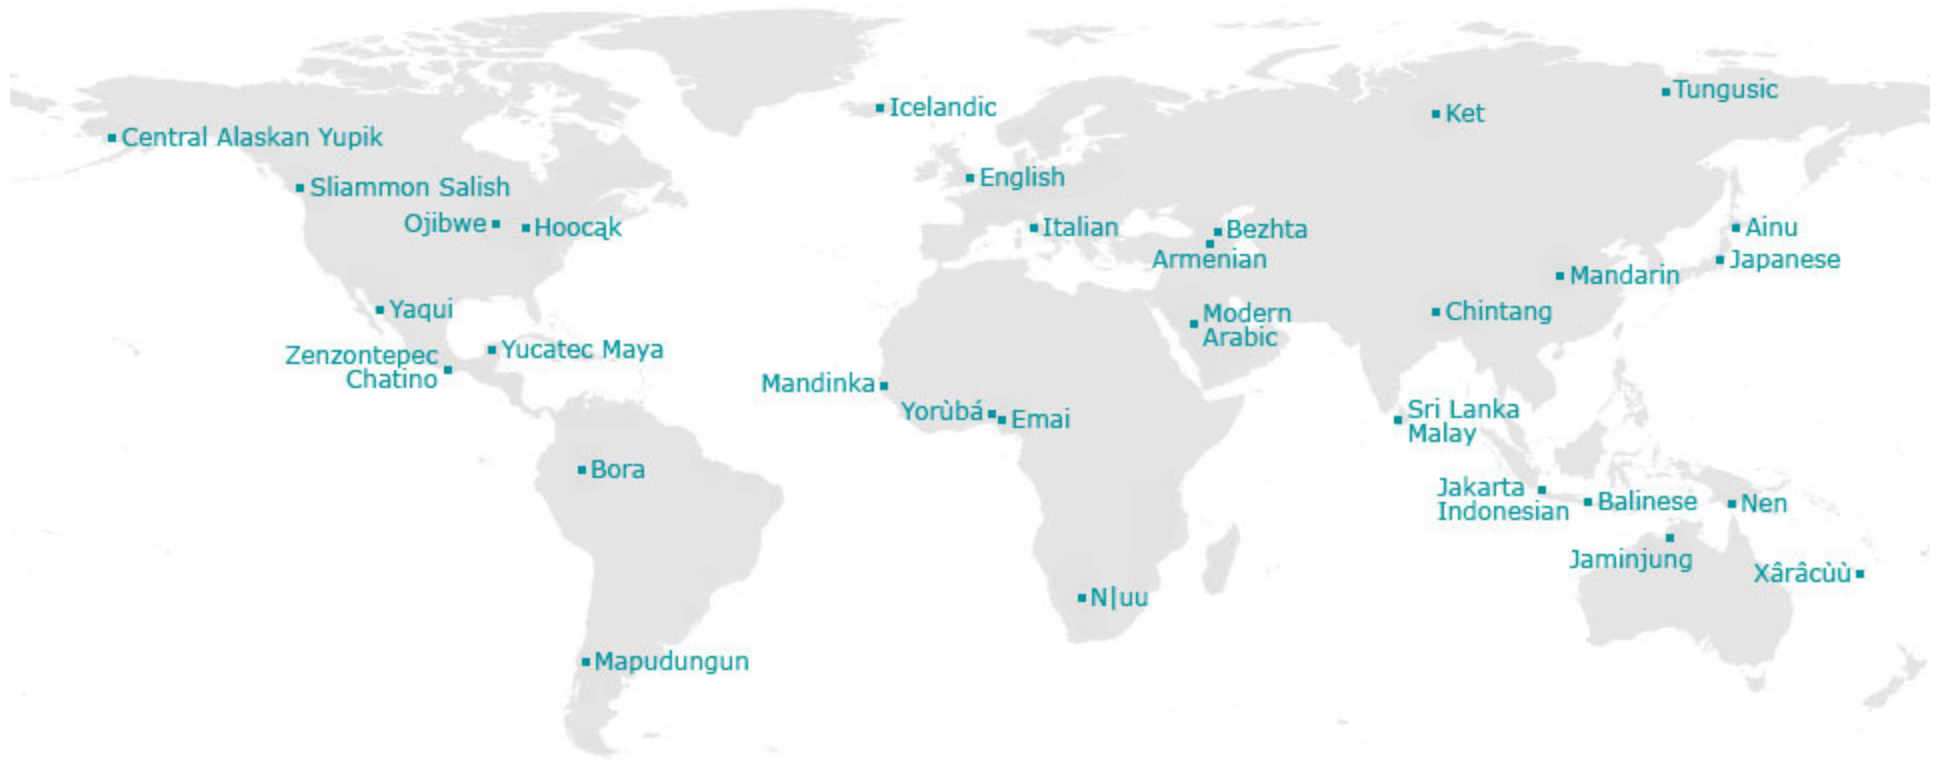 Tungusic
Icelandic
Ket
Central Alaskan Yupik
English
Sliammon Salish
Ojibwe
Hoocąk
Italian
Bezhta
Ainu
Armenian
Japanese
Mandarin
Yaqui
Modern
Arabic
Chintang
Zenzontepec
Chatino
Yucatec Maya
Mandinka
Yorùbá
Emai
Sri Lanka
Malay
Bora
Jakarta
Indonesian
Balinese
Nen
Jaminjung
Xârâcùù
N|uu
Mapudungun